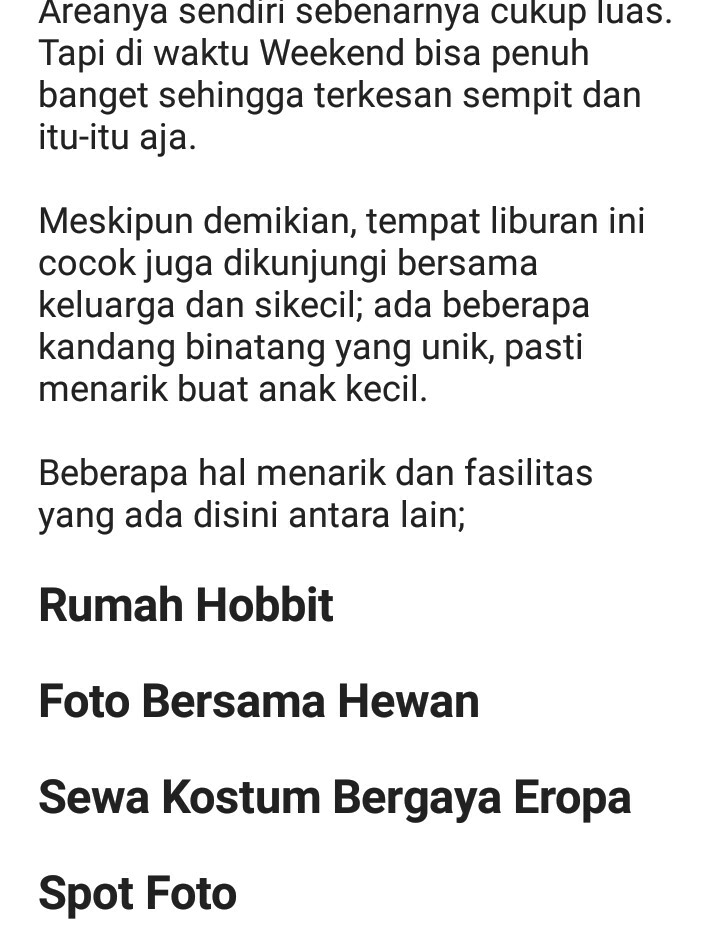 Areanya sendiri sebenarnya cukup luas.
Tapi di waktu Weekend bisa penuh
banget sehingga terkesan sempit dan
itu-itu aja.
Meskipun demikian, tempat liburan ini
cocok juga dikunjungi bersama
keluarga dan sikecil; ada beberapa
kandang binatang yang unik, pasti
menarik buat anak kecil.
Beberapa hal menarik dan fasilitas
yang ada disini antara lain;
Rumah Hobbit
Foto Bersama Hewan
Sewa Kostum Bergaya Eropa
Spot Foto